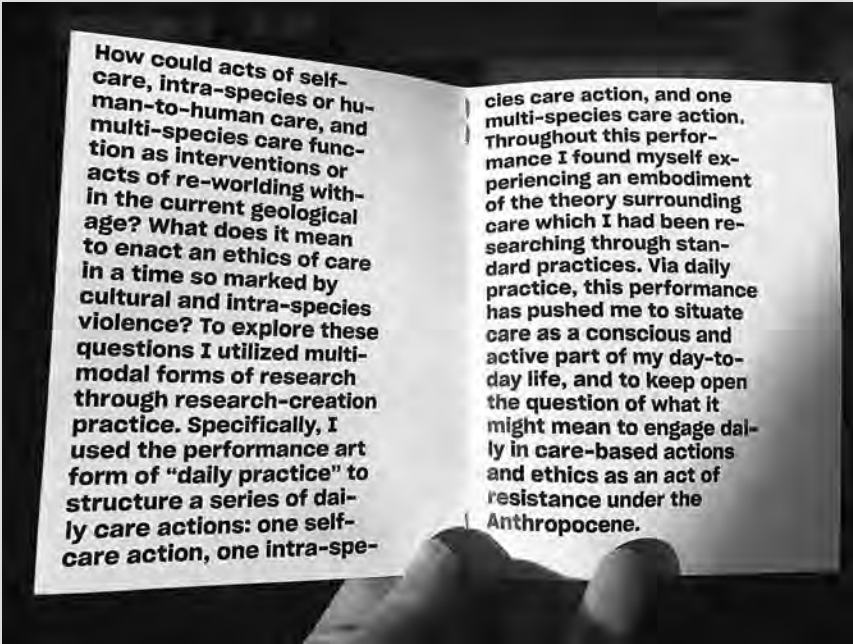 How could acts of self-
care, intra-species or hu-
man-to-human care, and
multi-species care func-
tion as interventions or
acts of re-worlding with-
in the current geological
age? What does it mean
to enact an ethics of care
in a time so marked by
cultural and intra-species
violence? To explore these
questions I utilized multi-
modal forms of research
through research-creation
practice. Specifically, I
used the performance art
form of “daily practice” to
structure a series of dai-
ly care actions: one self-
care action, one intra-spe-
cies care action, and one
multi-species care action.
Throughout this perfor-
mance I found myself ex-
periencing an embodiment
of the theory surrounding
care which I had been re-
searching through stan-
dard practices. Via daily
practice, this performance
has pushed me to situate
care as a conscious and
active part of my day-to-
day life, and to keep open
the question of what it
might mean to engage dai-
ly in care-based actions
and ethics as an act of
resistance under the
Anthropocene.